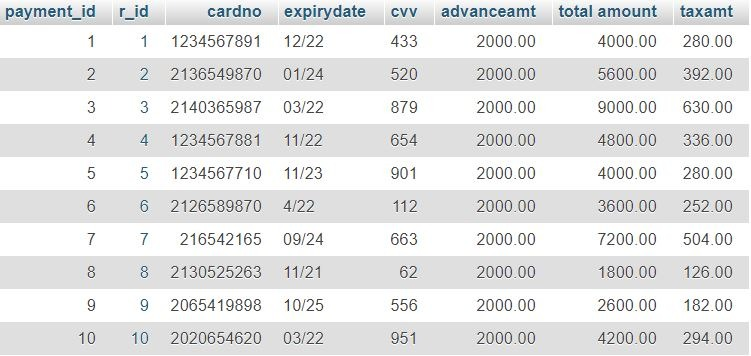 payment_id r_id cardno expirydate cvv advanceamt total amount taxamt
1 1 1234567891 12/22 433 2000.00 4000.00 280.00
2 2 2136549870 01/24 520 2000.00 5600.00 392.00
3 3 2140365987 03/22 879 2000.00 9000.00 630.00
4 4 1234567881 11/22 654 2000.00 4800.00 336.00
5 5 1234567710 11/23 901 2000.00 4000.00 280.00
6 6 2126589870 4/22 112 2000.00 3600.00 252.00
7 7 216542165 09/24 663 2000.00 7200.00 504.00
8 8 2130525263 11/21 62 2000.00 1800.00 126.00
9 9 2065419898 10/25 556 2000.00 2600.00 182.00
10 10 2020654620 03/22 951 2000.00 4200.00 294.00